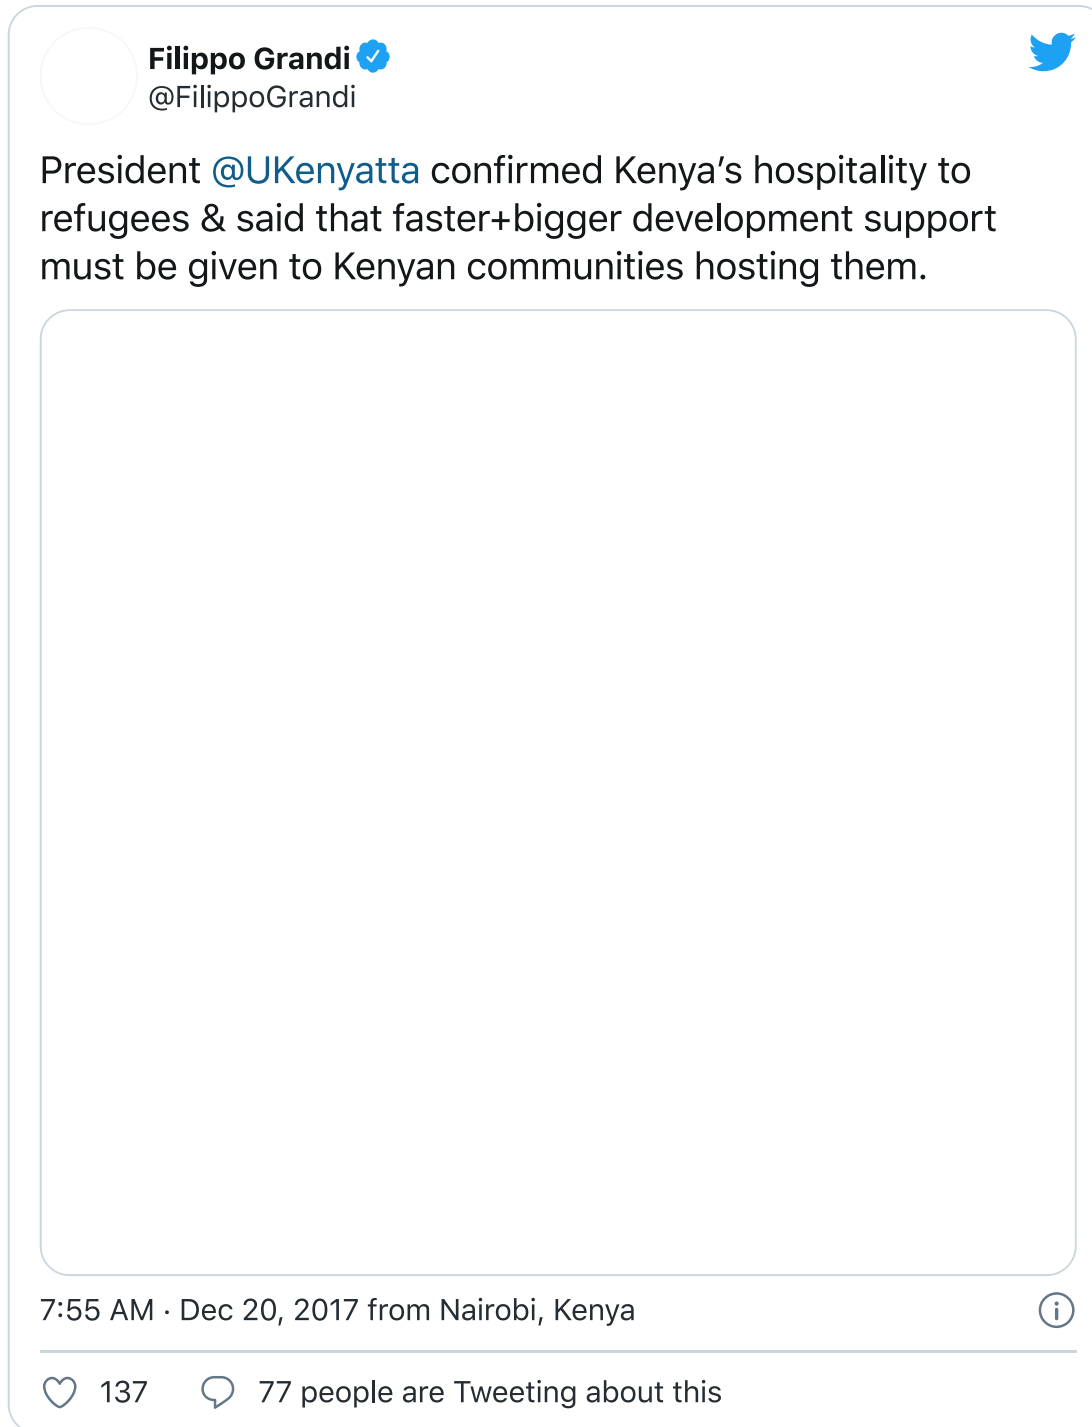 Filippo Grandi
@FilippoGrandi
President @UKenyatta confirmed Kenya’s hospitality to
refugees & said that faster+bigger development support
must be given to Kenyan communities hosting them.
7:55 AM · Dec 20, 2017 from Nairobi, Kenya
137
77 people are Tweeting about this